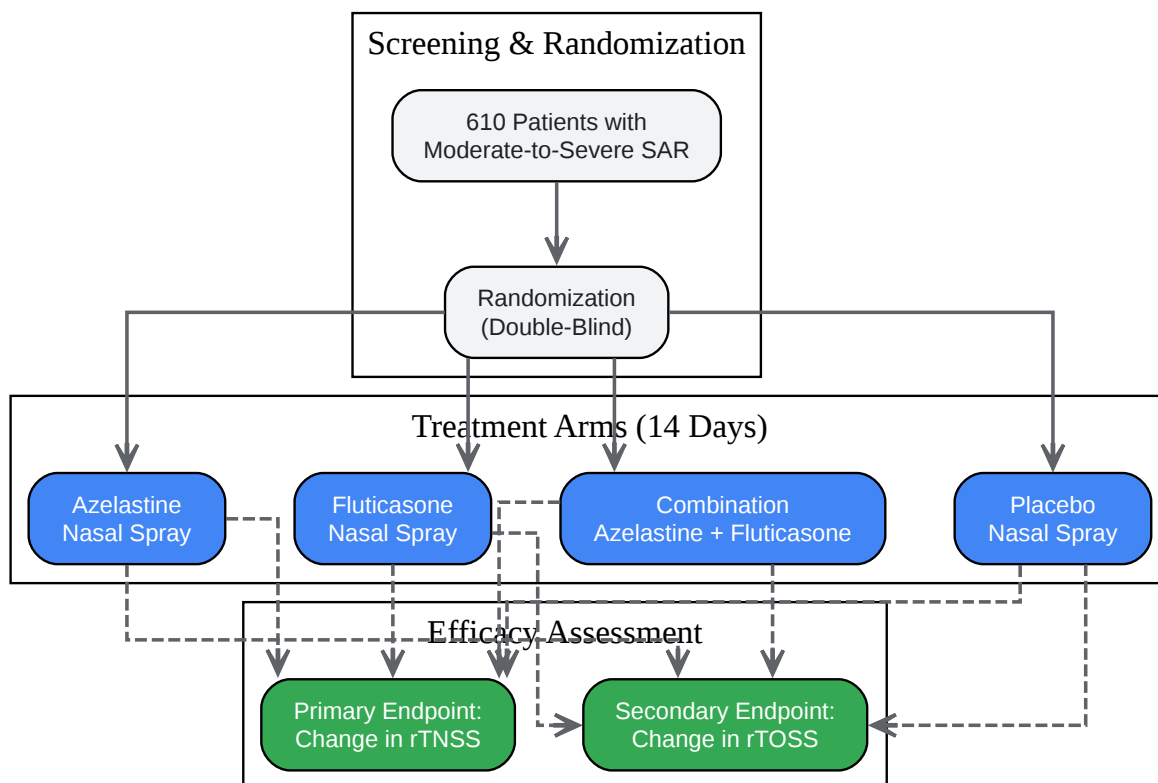 Screening & Randomization
610 Patients with
Moderate-to-Severe SAR
Randomization
(Double-Blind)
Treatment Arms (14 Days)
Azelastine
Nasal Spray
Fluticasone
Nasal Spray
Combination
Azelastine + Fluticasone
Placebo
Nasal Spray
Efficacy Assessment
Primary Endpoint:
Change in rTNSS
Secondary Endpoint:
Change in rTOSS